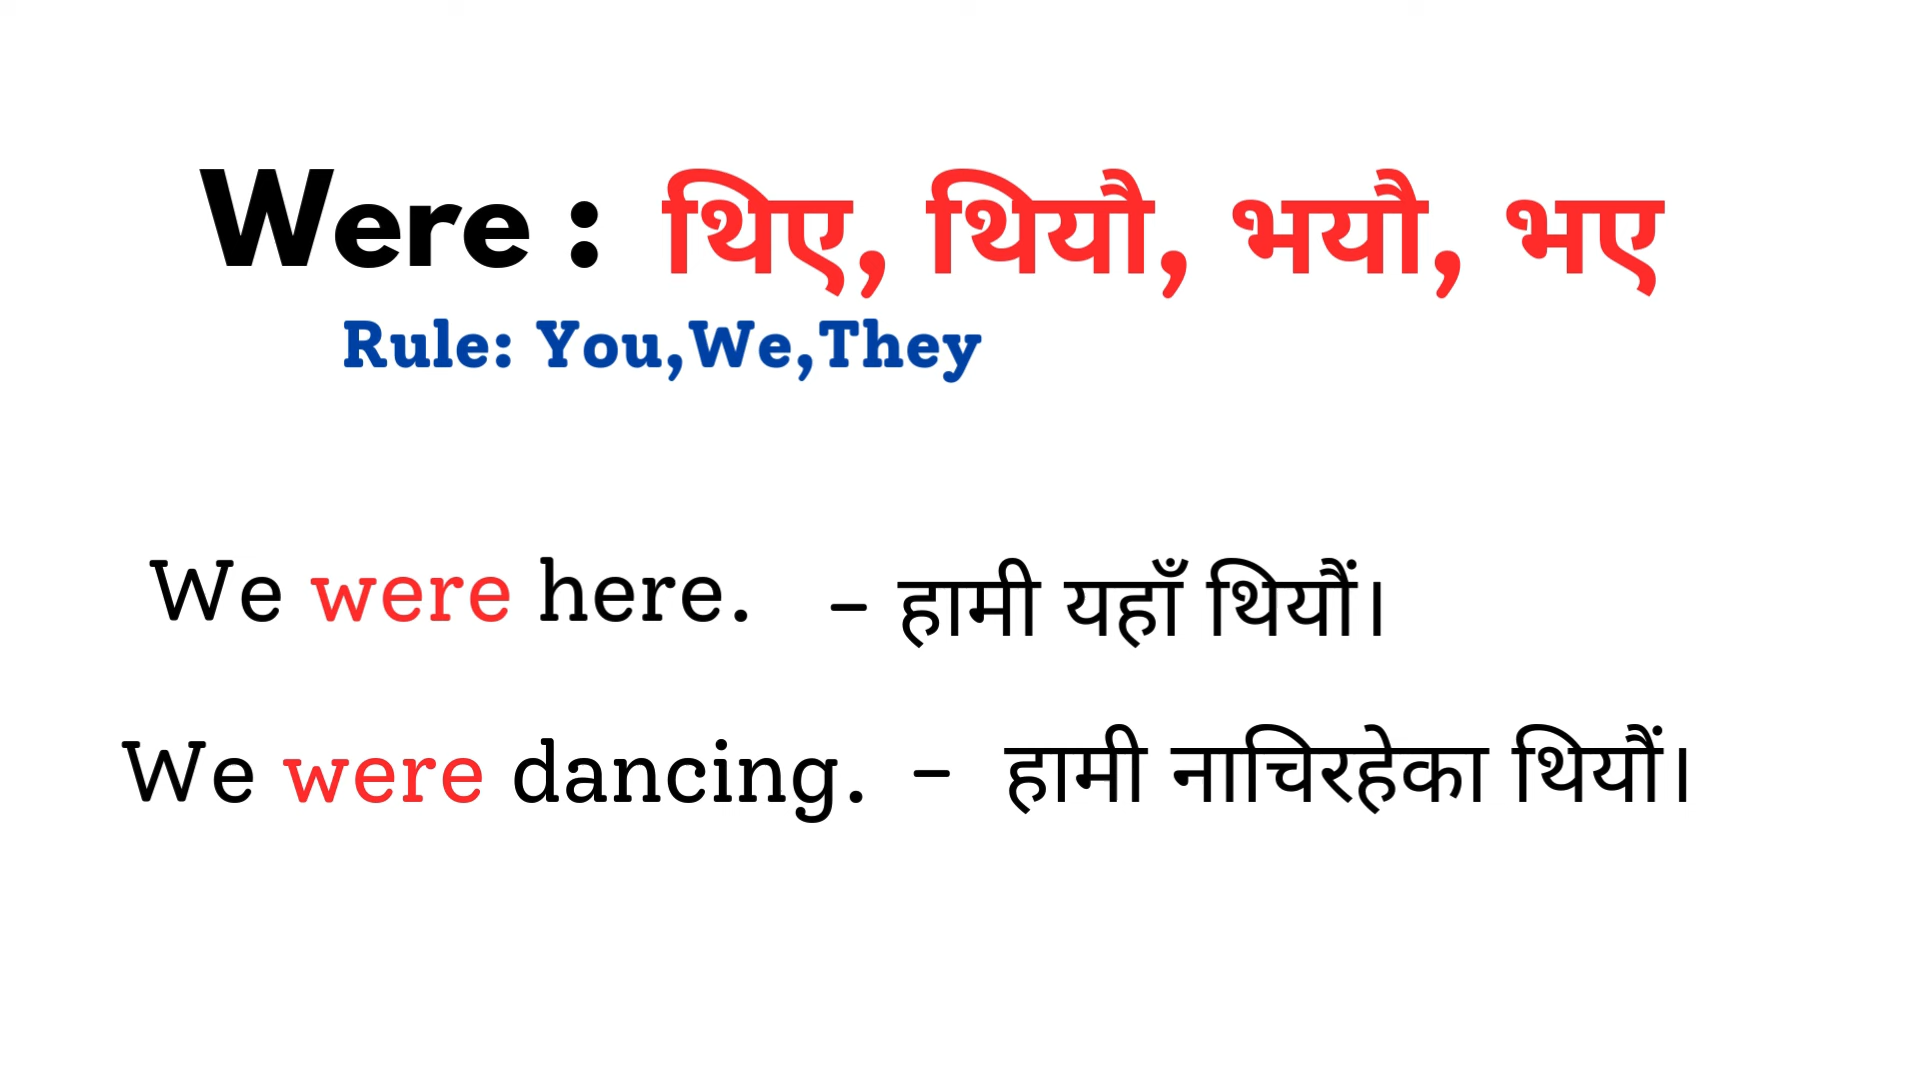 Were : थिए, थियौ, भयौ, भए
Rule: You,We,They
We were here. - हामी यहाँ थियौं।
We were dancing. - हामी नाचिरहेका थियौं।